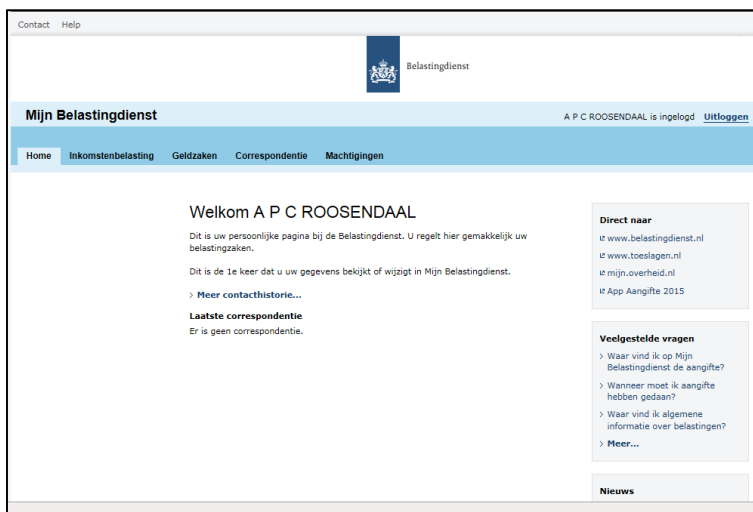 Contact Help
Belastingdienst
Mijn Belastingdienst
A P C ROOSENDAAL is ingelogd Uitloggen
Home Inkomstenbelasting Geldzaken Correspondentie Machtigingen
Welkom A P C ROOSENDAAL
Dit is uw persoonlijke pagina bij de Belastingdienst. U regelt hier gemakkelijk uw
belastingzaken.
Dit is de 1e keer dat u uw gegevens bekijkt of wijzigt in Mijn Belastingdienst.
> Meer contacthistorie...
Laatste correspondentie
Er is geen correspondentie.
Direct naar
www.belastingdienst.nl
www.toeslagen.nl
mijn.overheid.nl
App Aangifte 2015
Veelgestelde vragen
> Waar vind ik op Mijn
Belastingdienst de aangifte?
> Wanneer moet ik aangifte
hebben gedaan?
> Waar vind ik algemene
informatie over belastingen?
> Meer...
Nieuws